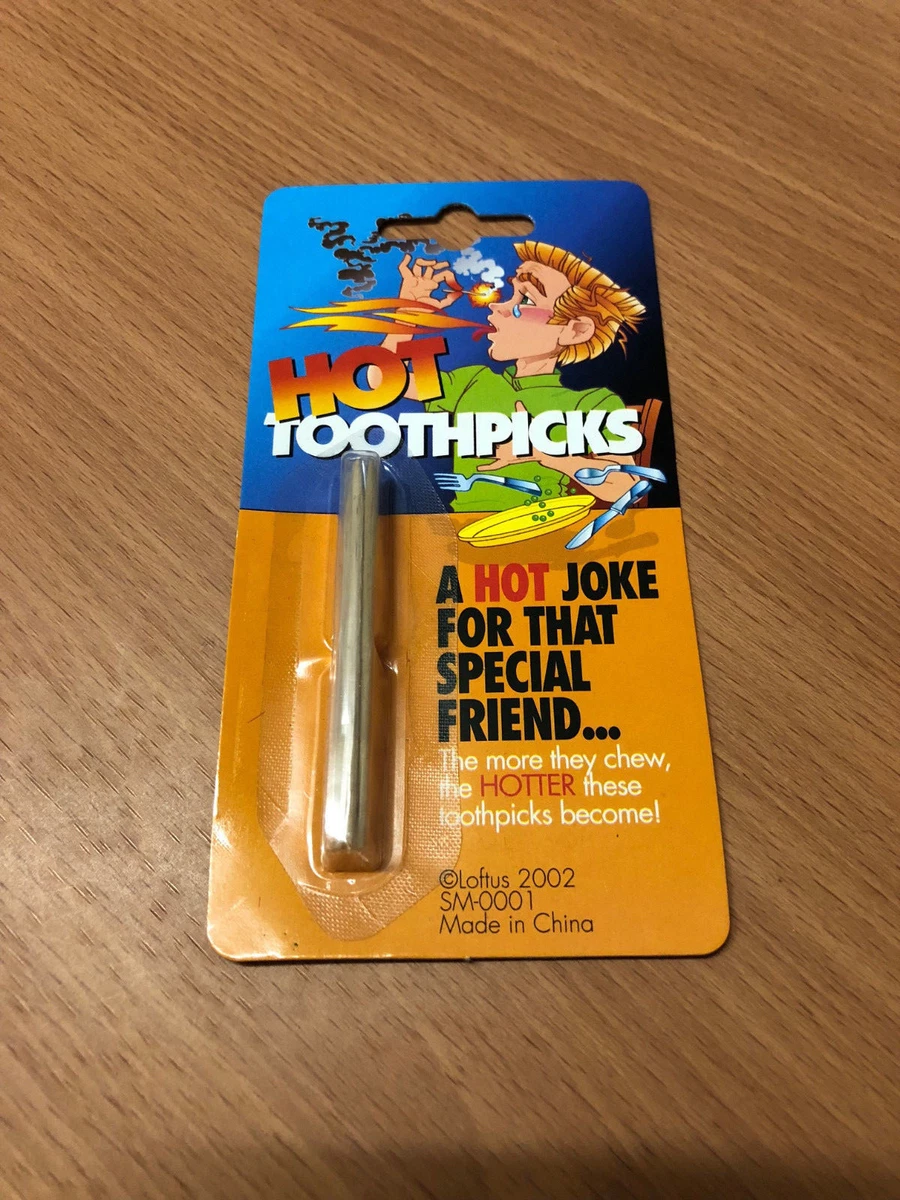 HOT
TOOTHPICKS
A HOT JOKE
FOR THAT
SPECIAL
FRIEND...
The more they chew,
the HOTTER these
toothpicks become!
©Loftus 2002
SM-0001
Made in China